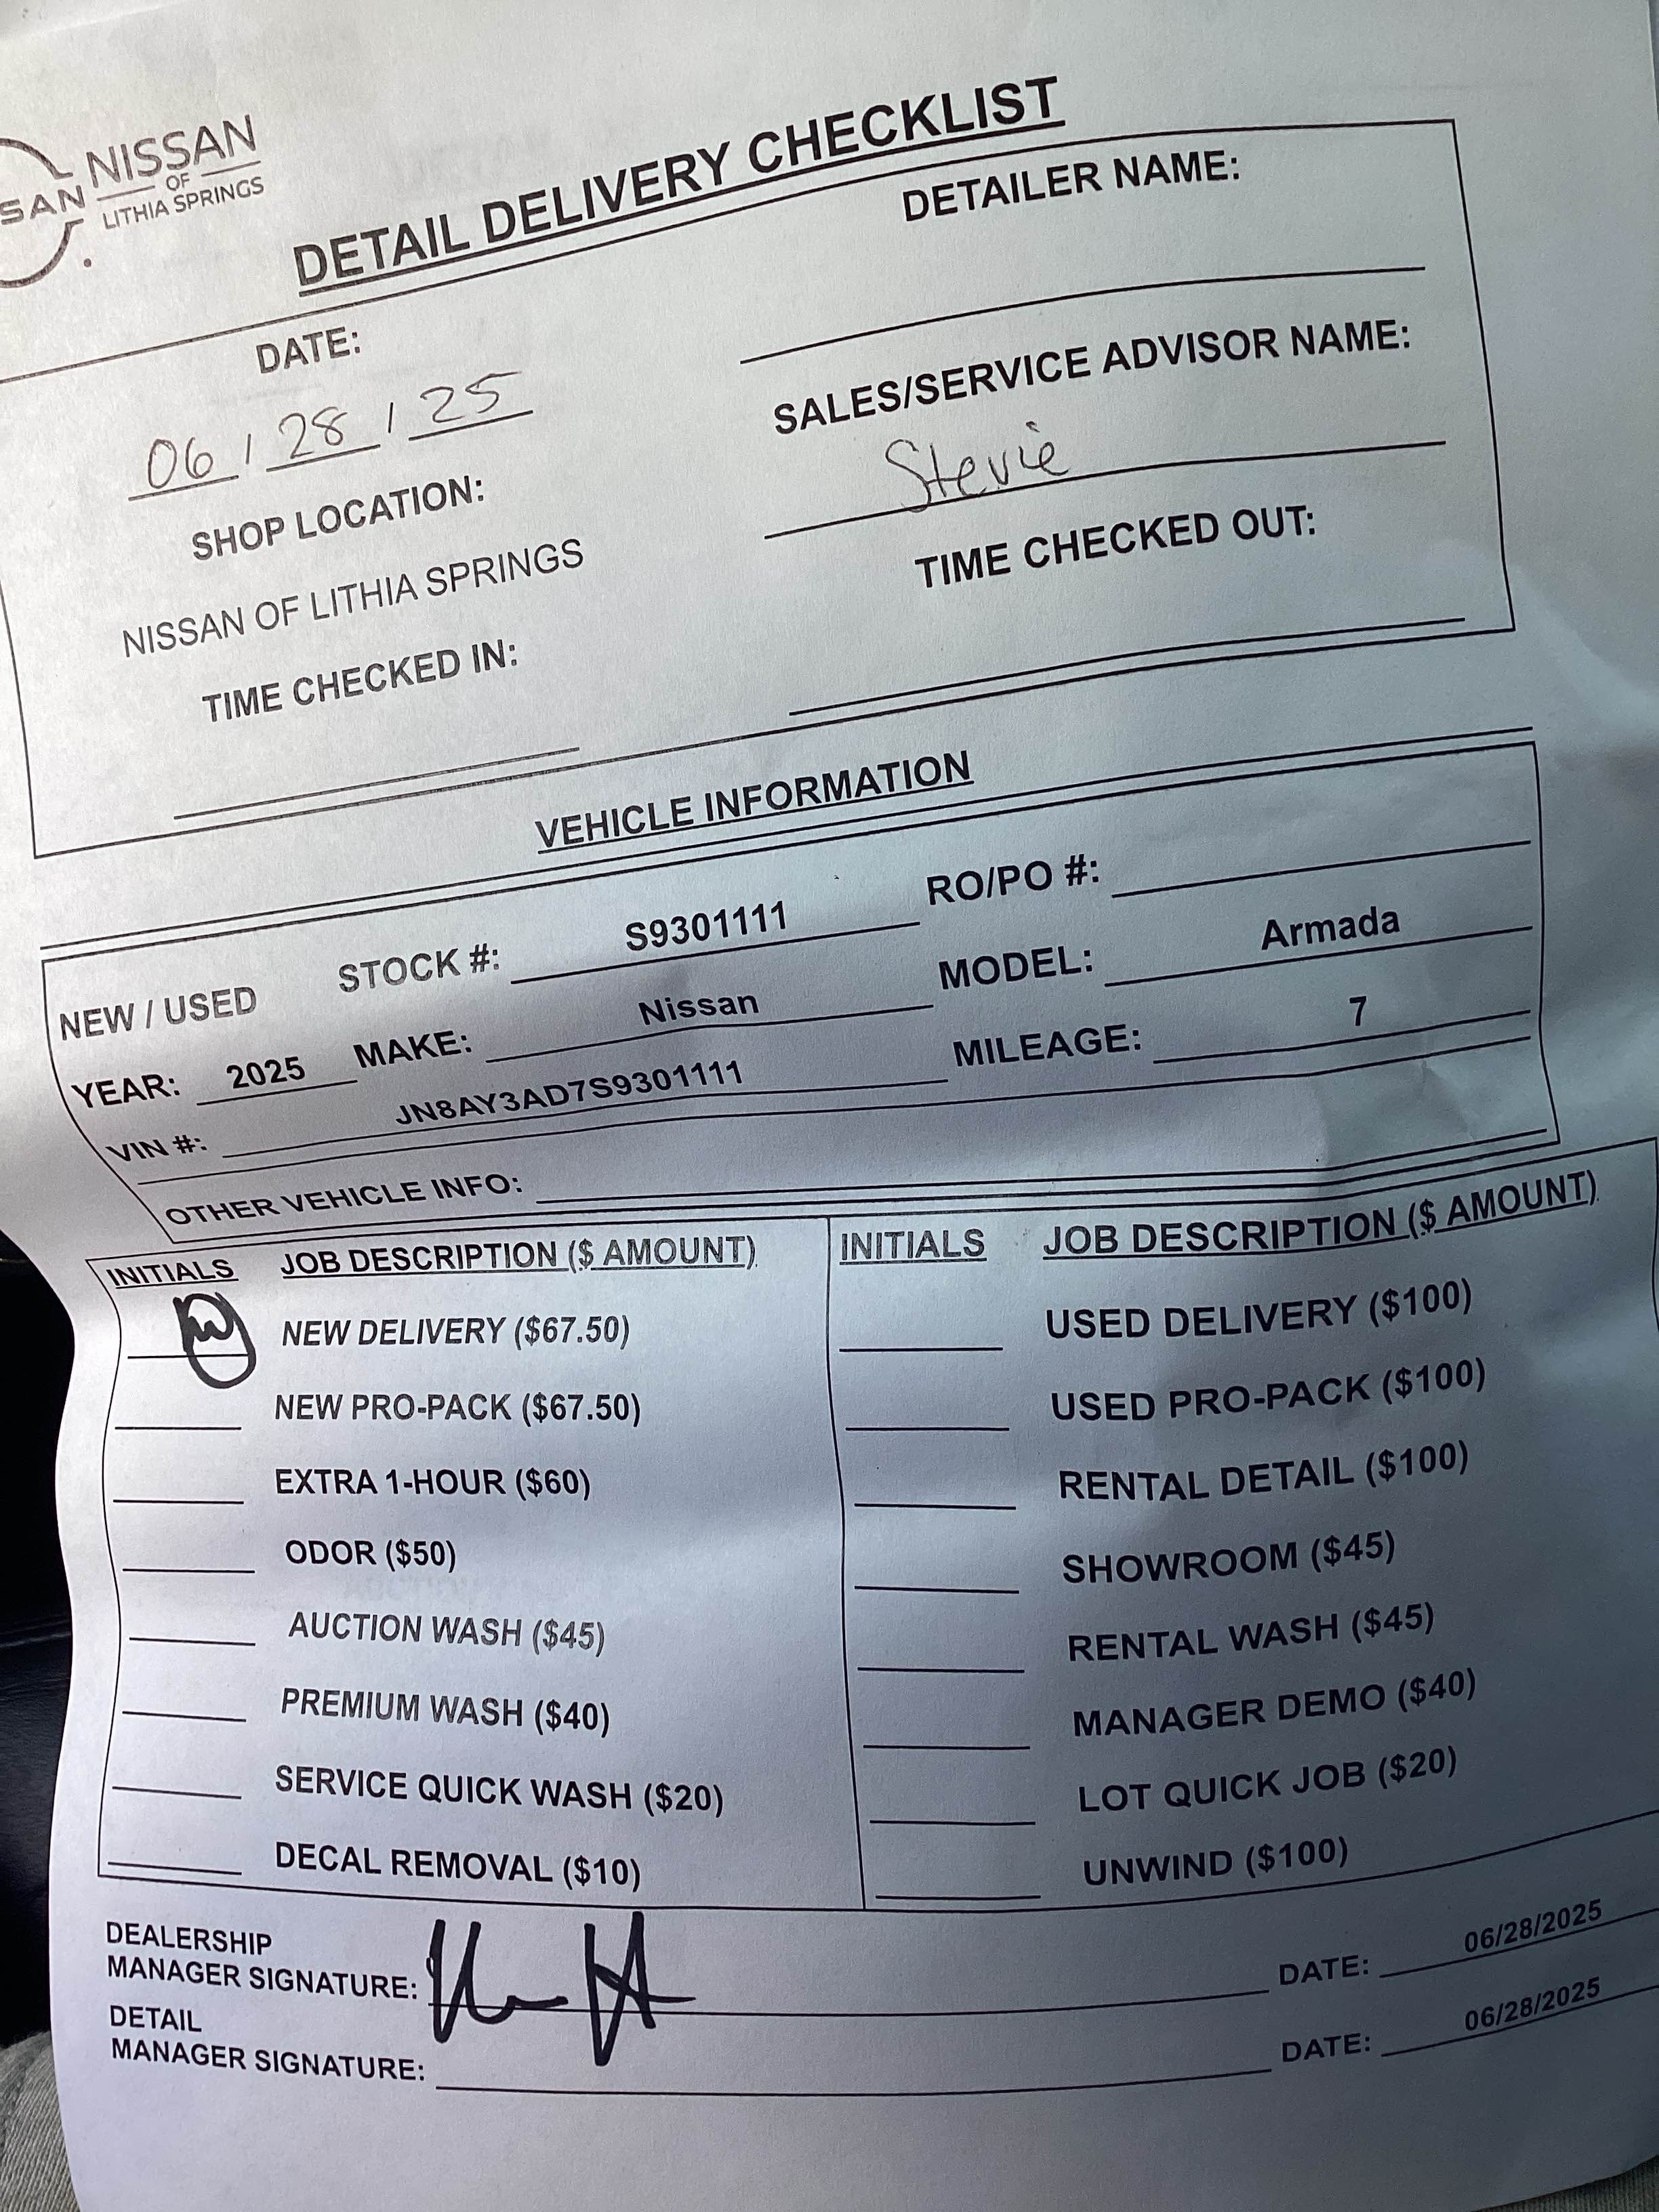 SAN
NISSAN
OF
LITHIA SPRINGS
DETAIL DELIVERY CHECKLIST
DATE:
06 / 28 / 25
SHOP LOCATION:
NISSAN OF LITHIA SPRINGS
TIME CHECKED IN:
DETAILER NAME:
SALES/SERVICE ADVISOR NAME:
Stevie
TIME CHECKED OUT:
VEHICLE INFORMATION
NEW / USED STOCK #: S9301111 RO/PO #:
YEAR: 2025 MAKE: Nissan MODEL: Armada
VIN #: JN8AY3AD7S9301111 MILEAGE: 7
OTHER VEHICLE INFO:
INITIALS JOB DESCRIPTION ($ AMOUNT)
NEW DELIVERY ($67.50)
NEW PRO-PACK ($67.50)
EXTRA 1-HOUR ($60)
ODOR ($50)
AUCTION WASH ($45)
PREMIUM WASH ($40)
SERVICE QUICK WASH ($20)
DECAL REMOVAL ($10)
INITIALS JOB DESCRIPTION ($ AMOUNT)
USED DELIVERY ($100)
USED PRO-PACK ($100)
RENTAL DETAIL ($100)
SHOWROOM ($45)
RENTAL WASH ($45)
MANAGER DEMO ($40)
LOT QUICK JOB ($20)
UNWIND ($100)
DEALERSHIP
MANAGER SIGNATURE: DATE: 06/28/2025
DETAIL
MANAGER SIGNATURE: DATE: 06/28/2025